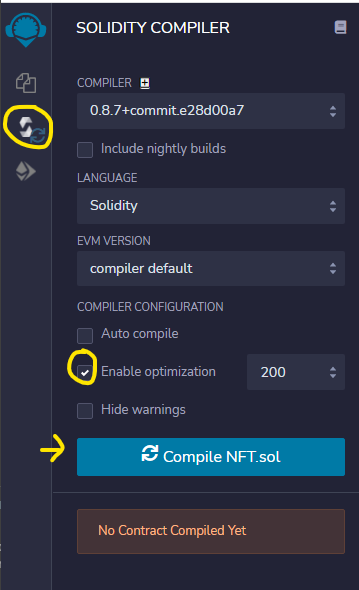 SOLIDITY COMPILER
COMPILER
0.8.7+commit.e28d00a7
Include nightly builds
LANGUAGE
Solidity
EVM VERSION
compiler default
COMPILER CONFIGURATION
Auto compile
Enable optimization
200
Hide warnings
Compile NFT.sol
No Contract Compiled Yet